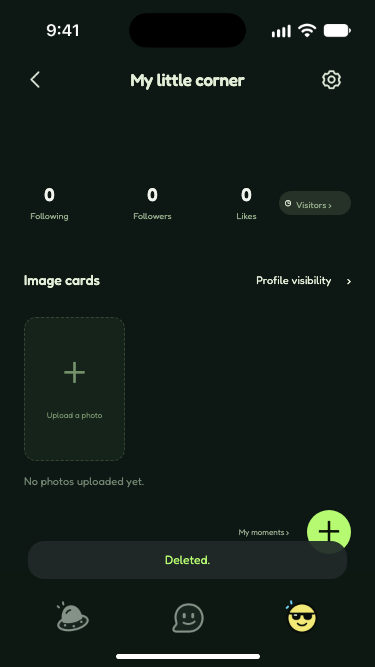 9:41
My little corner
0
0
0
Following
Followers
Likes
Visitors ›
Image cards
Profile visibility ›
Upload a photo
No photos uploaded yet.
My moments ›
Deleted.